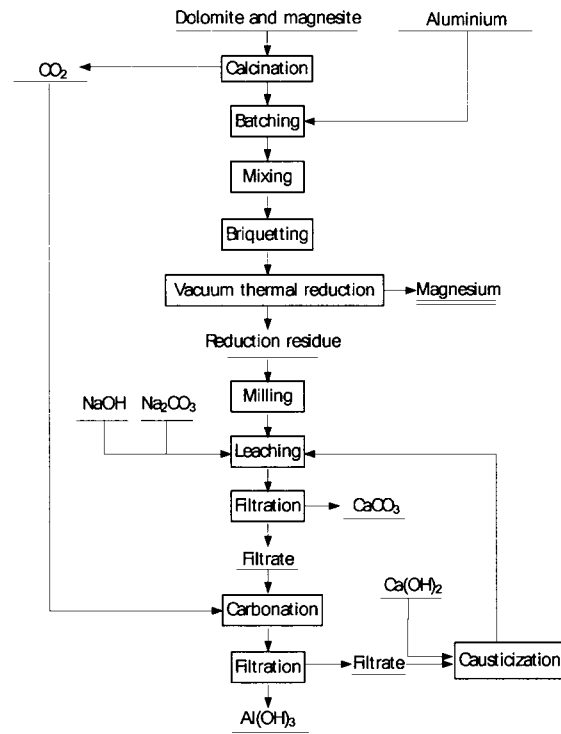 Dolomite and magnesite
Aluminium
CO₂
Calcination
Batching
Mixing
Briquetting
Vacuum thermal reduction
Magnesium
Reduction residue
Milling
NaOH
Na₂CO₃
Leaching
Filtration
CaCO₃
Filtrate
Ca(OH)₂
Carbonation
Filtration
Filtrate
Causticization
Al(OH)₃